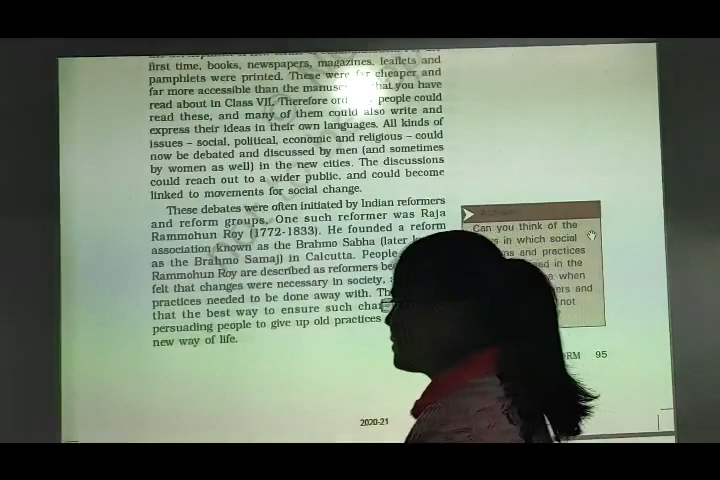 first time, books, newspapers, magazines, leaflets and
pamphlets were printed. These were far cheaper and
far more accessible than the that you have
read about in Class VII. Therefore people could
read these, and many of them could also write and
express their ideas in their own languages. All kinds of
issues – social, political, economic and religious – could
now be debated and discussed by men (and sometimes
by women as well) in the new cities. The discussions
could reach out to a wider public, and could become
linked to movements for social change.
These debates were often initiated by Indian reformers
and reform groups. One such reformer was Raja
Rammohun Roy (1772-1833). He founded a reform
association known as the Brahmo Sabha (later
as the Brahmo Samaj) in Calcutta. People
Rammohun Roy are described as reformers
felt that changes were necessary in society,
practices needed to be done away with.
that the best way to ensure such
persuading people to give up old practices
new way of life.
Activity
Can you think of the
in which social
and practices
in the
when
and
not
95
2020-21